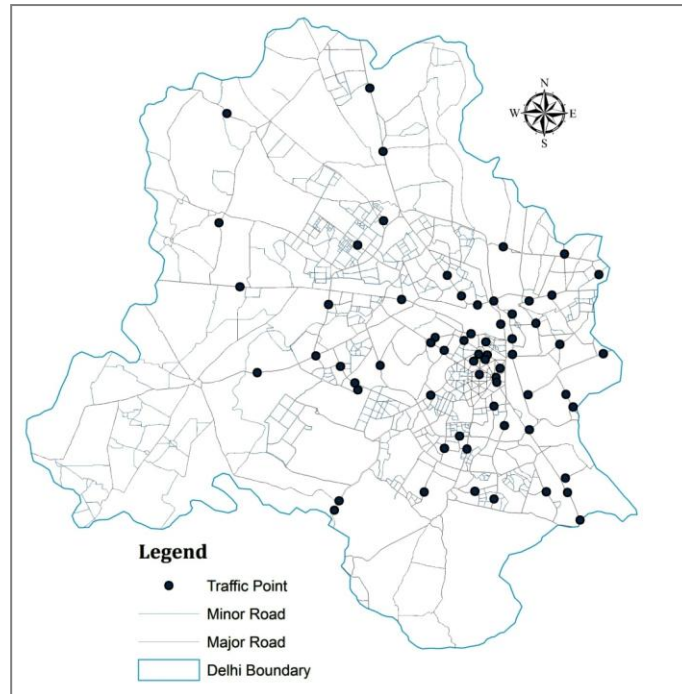 N
W E
S
Legend
Traffic Point
Minor Road
Major Road
Delhi Boundary